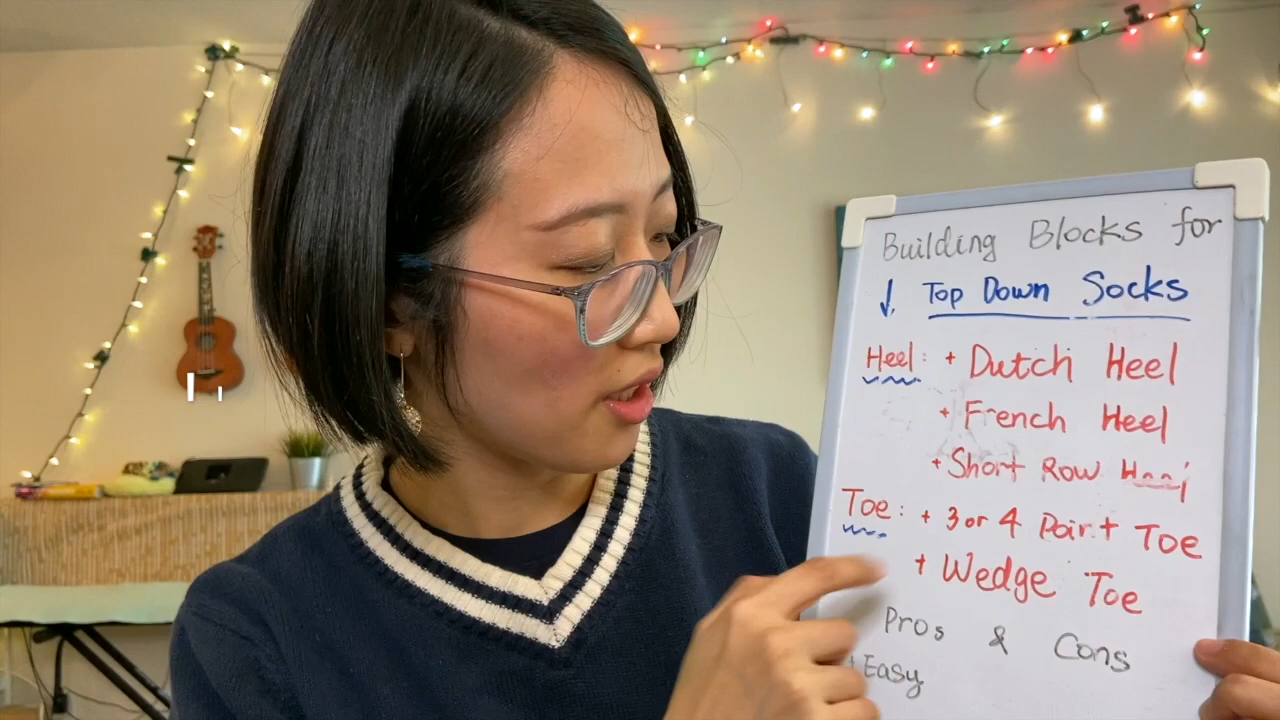 Building Blocks for
↓ Top Down Socks
Heel: + Dutch Heel
+ French Heel
+ Short Row
Toe: + 3 or 4 Point Toe
+ Wedge Toe
Pros & Cons
+ Easy